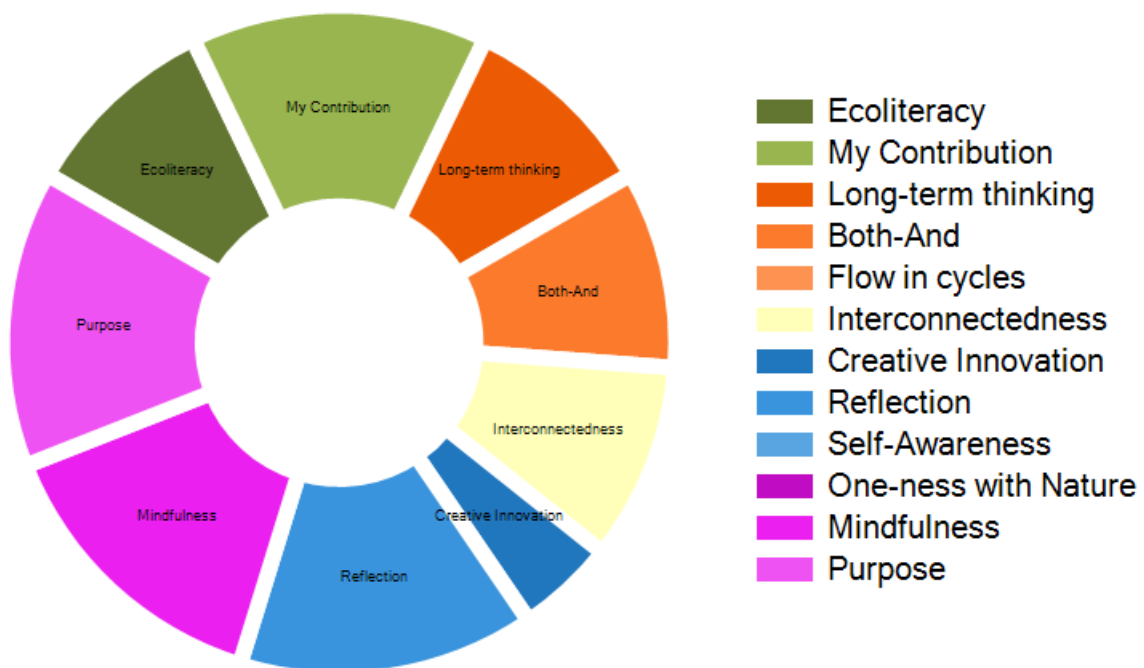 My Contribution
Ecoliteracy
Long-term thinking
Both-And
Purpose
Interconnectedness
Mindfulness
Creative Innovation
Reflection
Ecoliteracy
My Contribution
Long-term thinking
Both-And
Flow in cycles
Interconnectedness
Creative Innovation
Reflection
Self-Awareness
One-ness with Nature
Mindfulness
Purpose